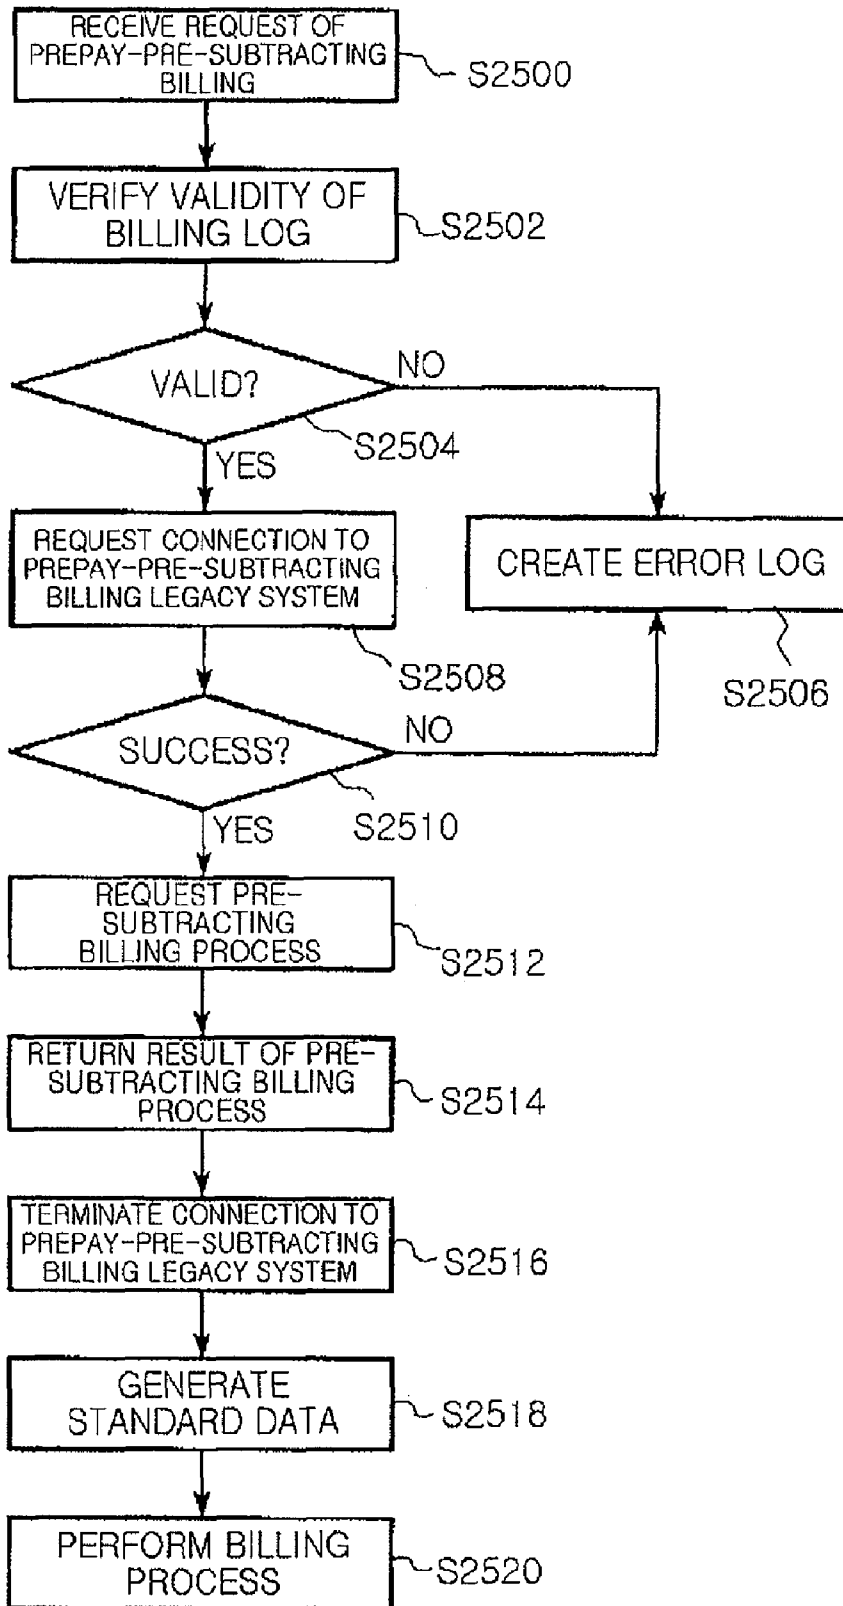 RECEIVE REQUEST OF
PREPAY-PRE-SUBTRACTING
BILLING
S2500
VERIFY VALIDITY OF
BILLING LOG
S2502
VALID?
NO
S2504
YES
REQUEST CONNECTION TO
PREPAY-PRE-SUBTRACTING
BILLING LEGACY SYSTEM
S2508
CREATE ERROR LOG
S2506
SUCCESS?
NO
S2510
YES
REQUEST PRE-
SUBTRACTING
BILLING PROCESS
S2512
RETURN RESULT OF PRE-
SUBTRACTING BILLING
PROCESS
S2514
TERMINATE CONNECTION TO
PREPAY-PRE-SUBTRACTING
BILLING LEGACY SYSTEM
S2516
GENERATE
STANDARD DATA
S2518
PERFORM BILLING
PROCESS
S2520